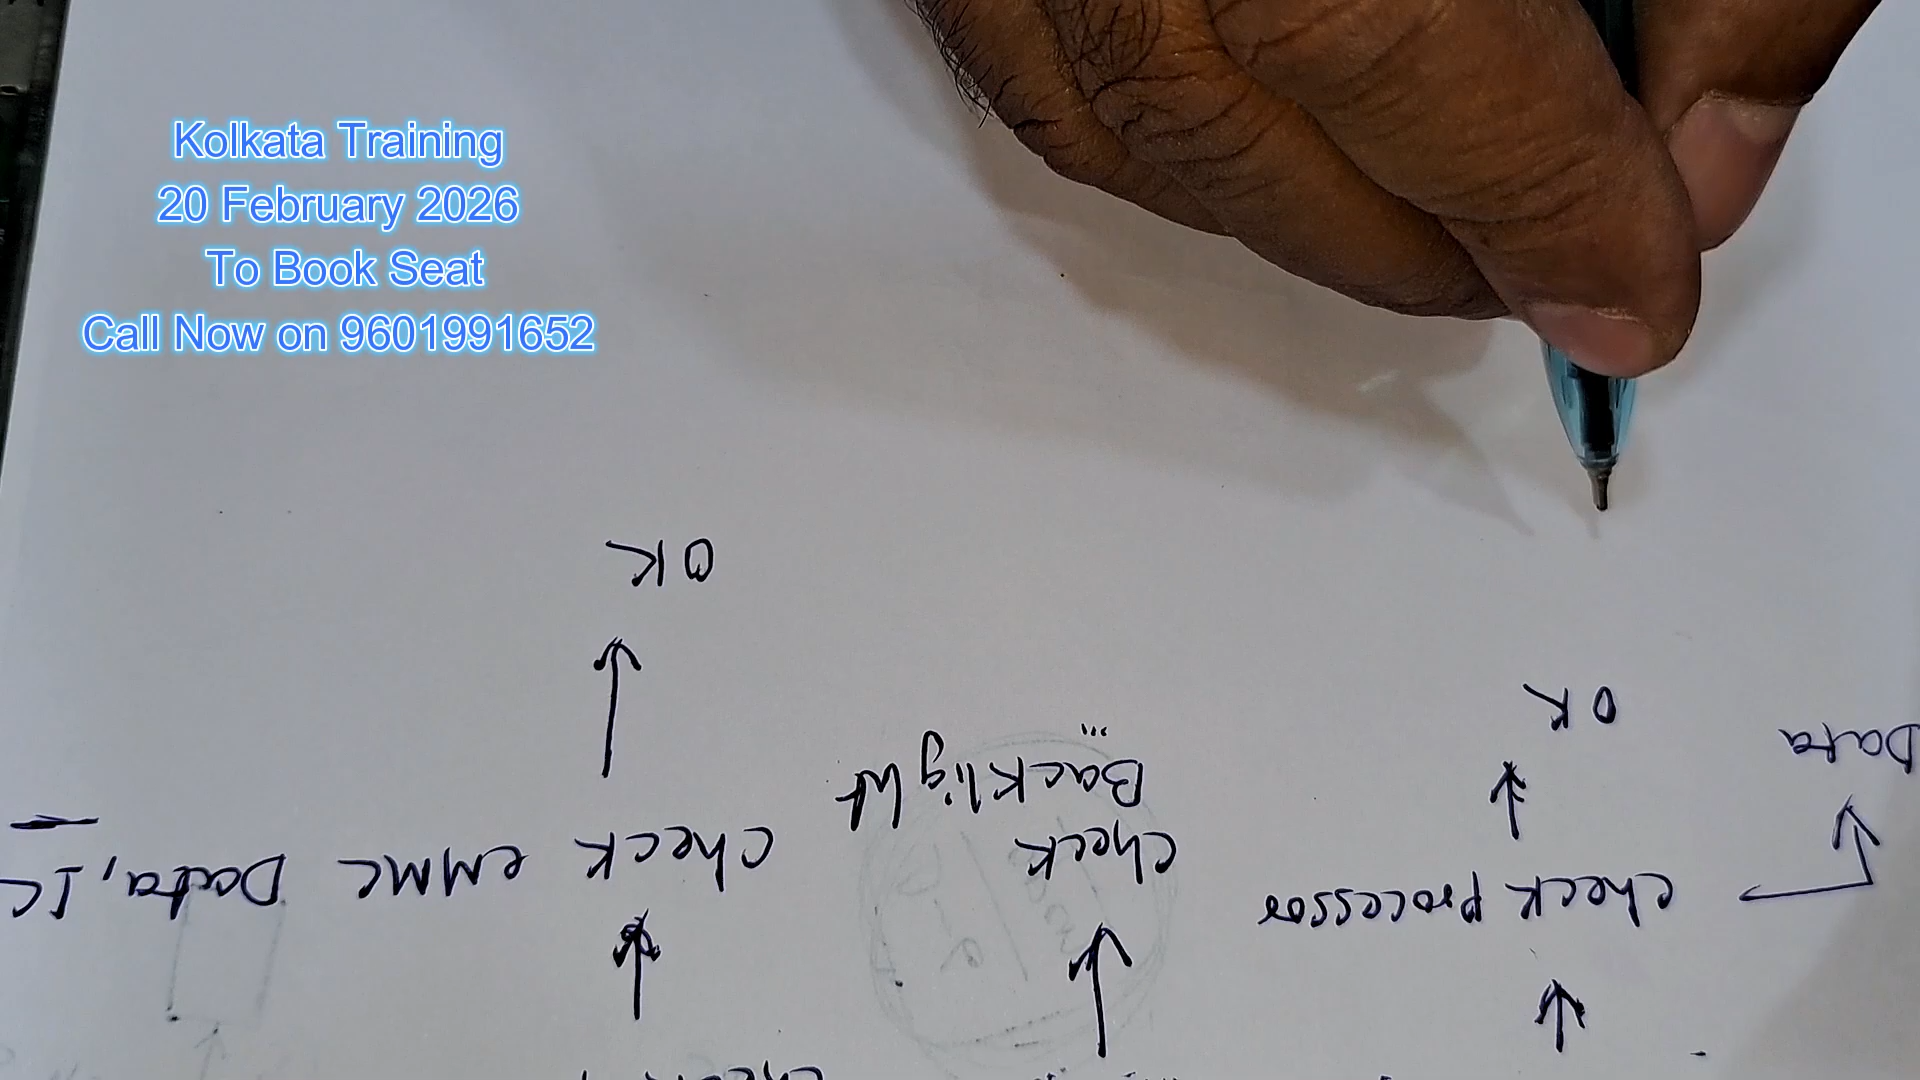 Kolkata Training
20 February 2026
To Book Seat
Call Now on 9601991652
check processor
Data
OK
check
Backlight
check eMMC Data, IC
OK